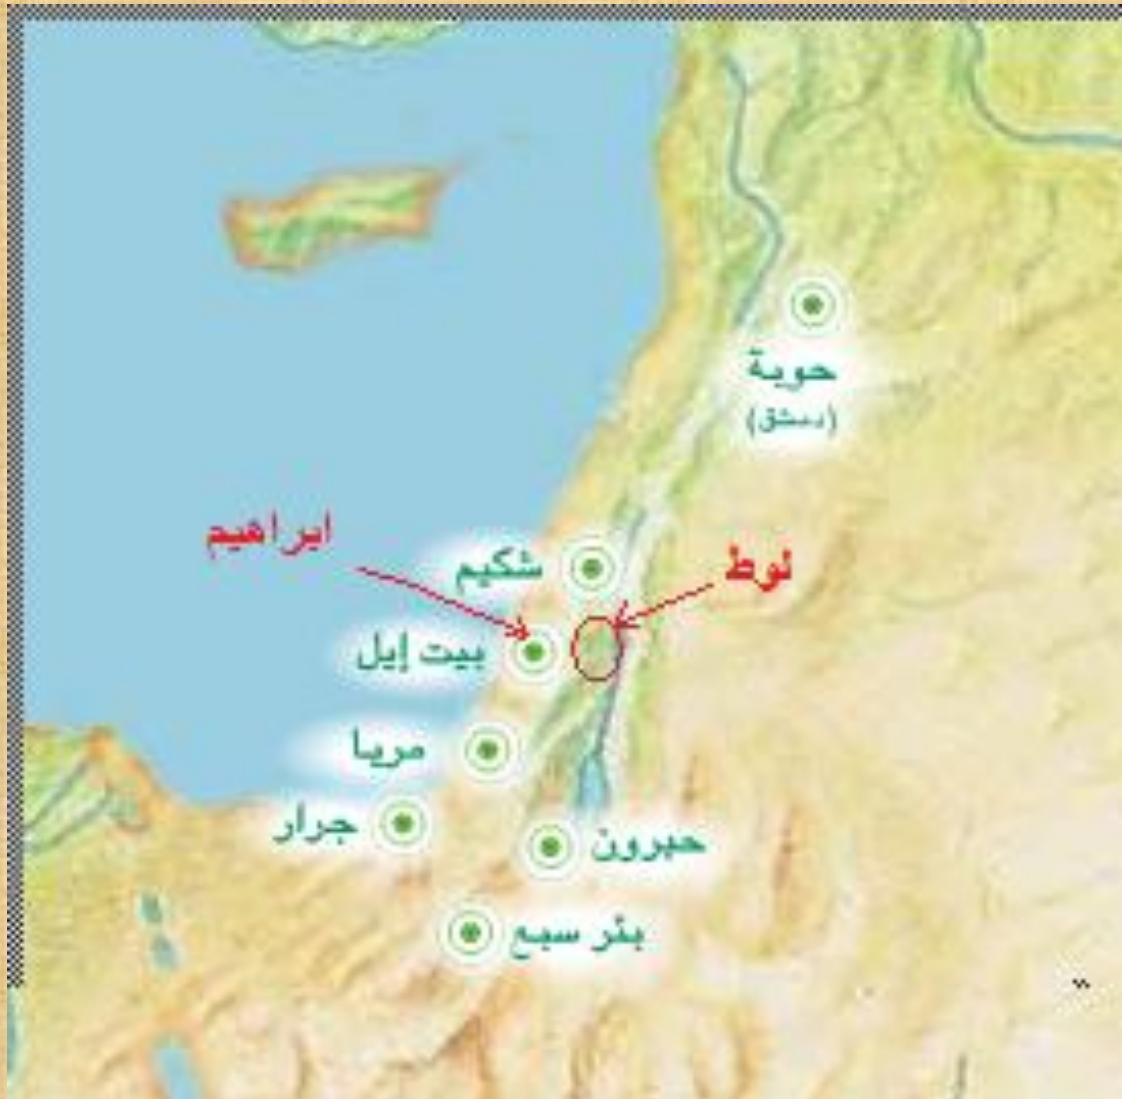 حوبة
(دمشق)
ابراهيم
شكيم
لوط
بيت إيل
مريا
جرار
حبرون
بئر سبع